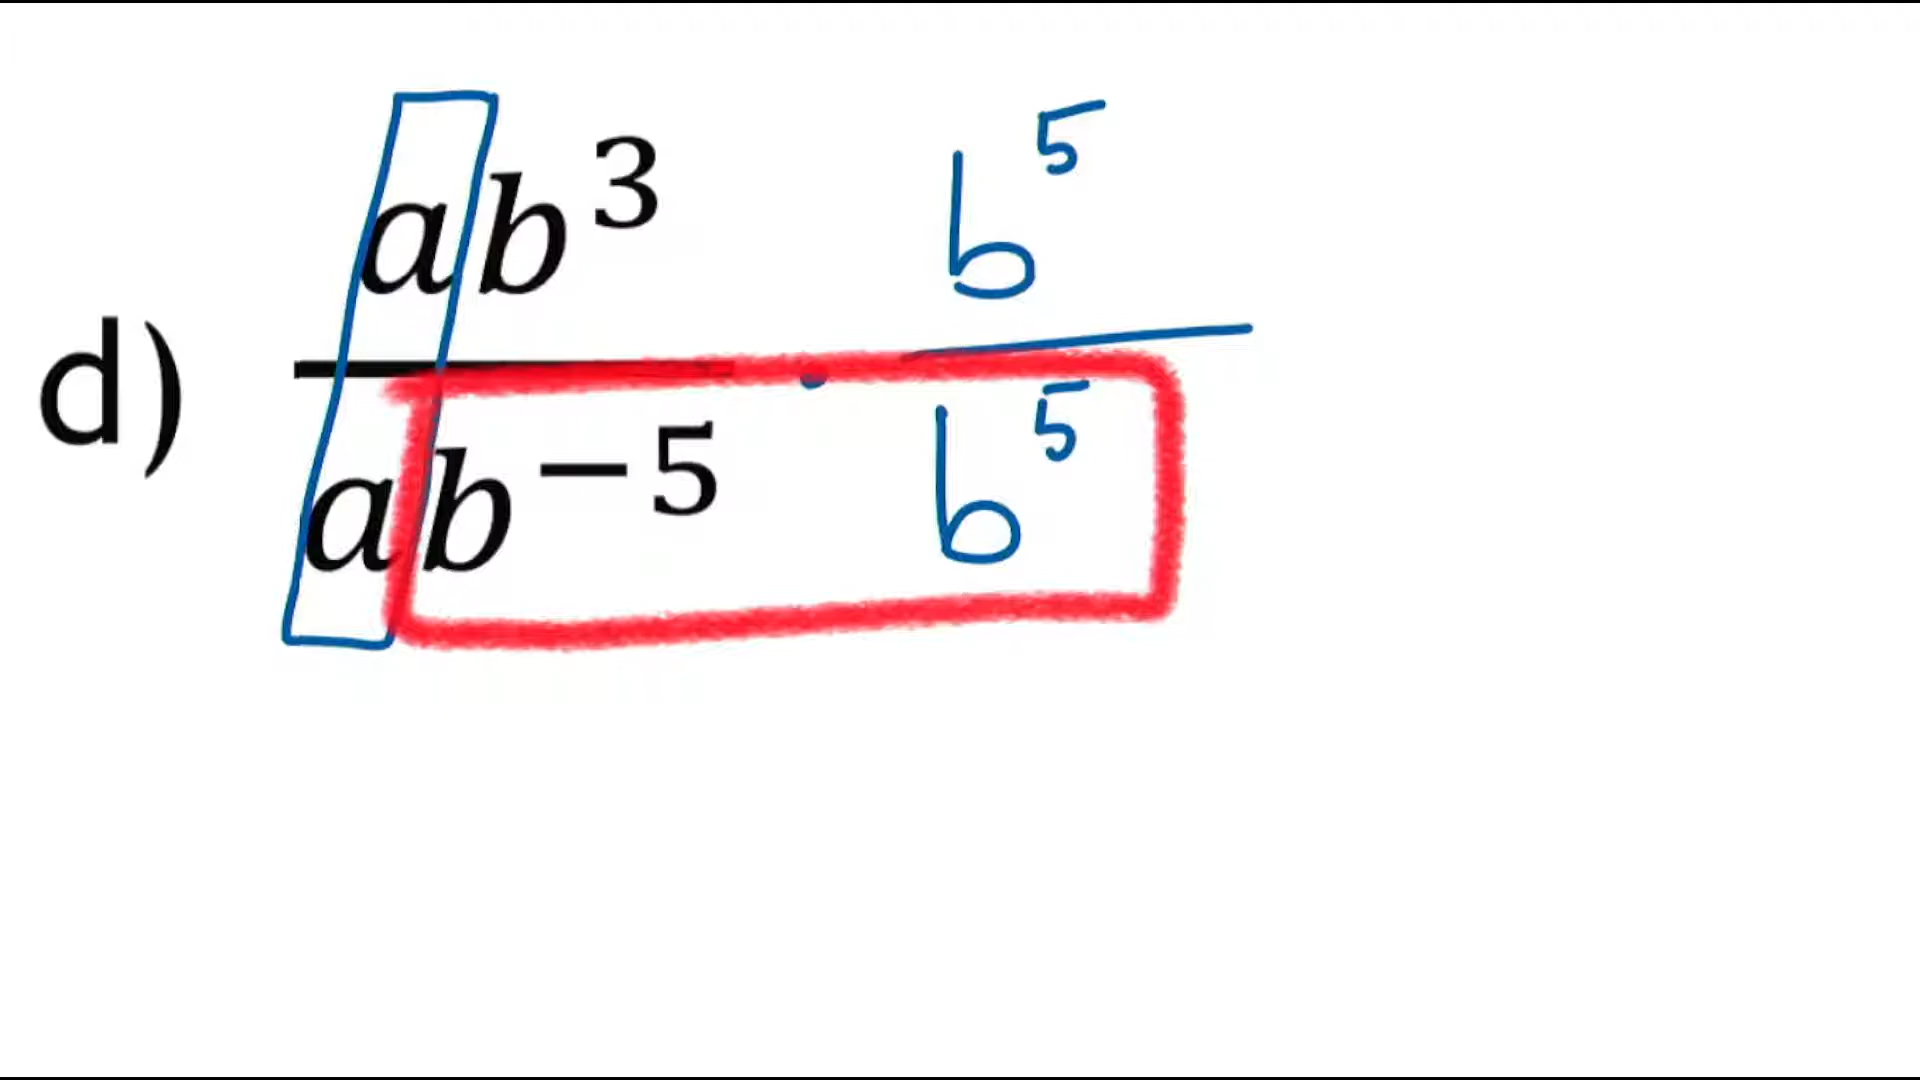 d) ab³ b⁵
ab⁻⁵ · b⁵